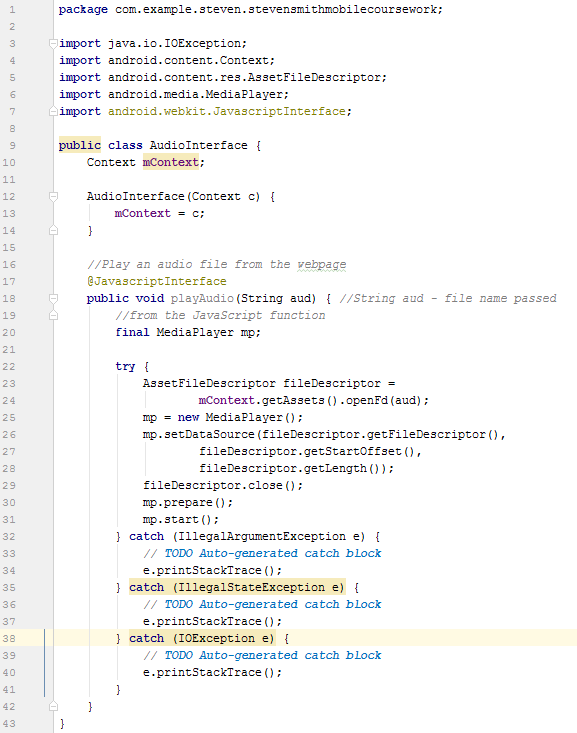 1 package com.example.steven.stevensmithmobilecoursework;
2
3 import java.io.IOException;
4 import android.content.Context;
5 import android.content.res.AssetFileDescriptor;
6 import android.media.MediaPlayer;
7 import android.webkit.JavascriptInterface;
8
9 public class AudioInterface {
10     Context mContext;
11
12     AudioInterface(Context c) {
13         mContext = c;
14     }
15
16     //Play an audio file from the webpage
17     @JavascriptInterface
18     public void playAudio(String aud) { //String aud - file name passed
19         //from the JavaScript function
20         final MediaPlayer mp;
21
22         try {
23             AssetFileDescriptor fileDescriptor =
24                     mContext.getAssets().openFd(aud);
25             mp = new MediaPlayer();
26             mp.setDataSource(fileDescriptor.getFileDescriptor(),
27                     fileDescriptor.getStartOffset(),
28                     fileDescriptor.getLength());
29             fileDescriptor.close();
30             mp.prepare();
31             mp.start();
32         } catch (IllegalArgumentException e) {
33             // TODO Auto-generated catch block
34             e.printStackTrace();
35         } catch (IllegalStateException e) {
36             // TODO Auto-generated catch block
37             e.printStackTrace();
38         } catch (IOException e) {
39             // TODO Auto-generated catch block
40             e.printStackTrace();
41         }
42     }
43 }